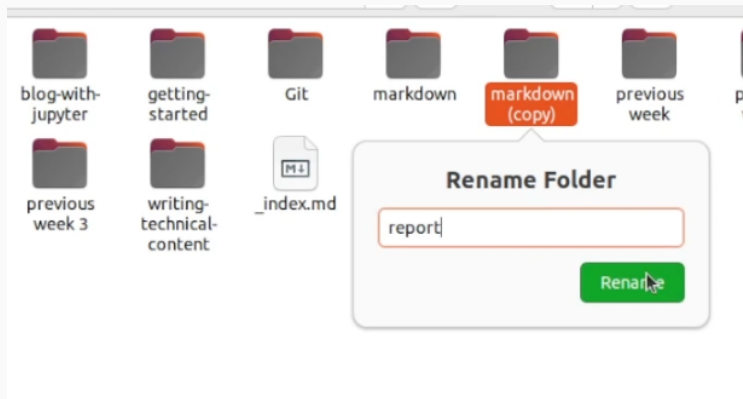 blog-with-
jupyter
getting-
started
Git
markdown
markdown
(copy)
previous
week
previous
week 3
writing-
technical-
content
M↓
_index.md
Rename Folder
report
Rename